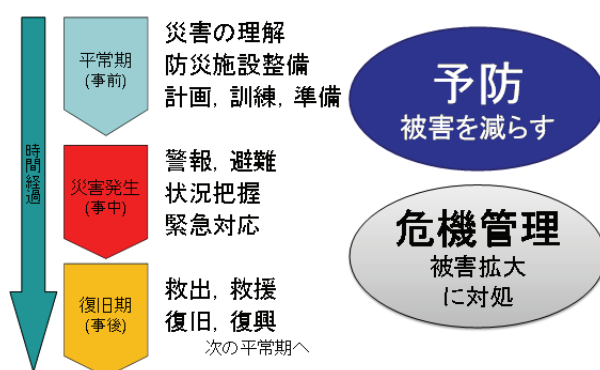 時間経過
平常期
(事前)
災害の理解
防災施設整備
計画, 訓練, 準備
災害発生
(事中)
警報, 避難
状況把握
緊急対応
復旧期
(事後)
救出, 救援
復旧, 復興
次の平常期へ
予防
被害を減らす
危機管理
被害拡大
に対処